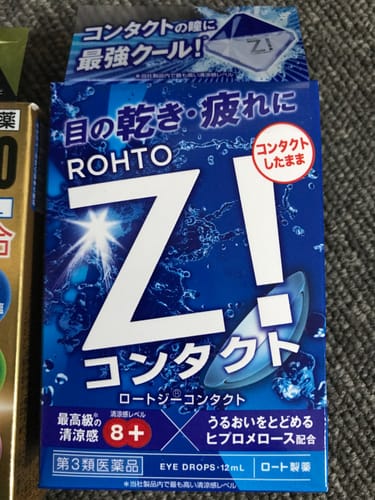 コンタクトの瞳に
最強クール!
Z!
※当社製品内で最も高い清涼感レベル
目の乾き・疲れに
ROHTO
コンタクト
したまま
Z!
コンタクト
ロートジー®コンタクト
最高級※の
清涼感
清涼感レベル
8+
×
うるおいをとどめる
ヒプロメロース配合
第3類医薬品
EYE DROPS・12mL
ロート製薬
※当社製品内で最も高い清涼感レベル
薬